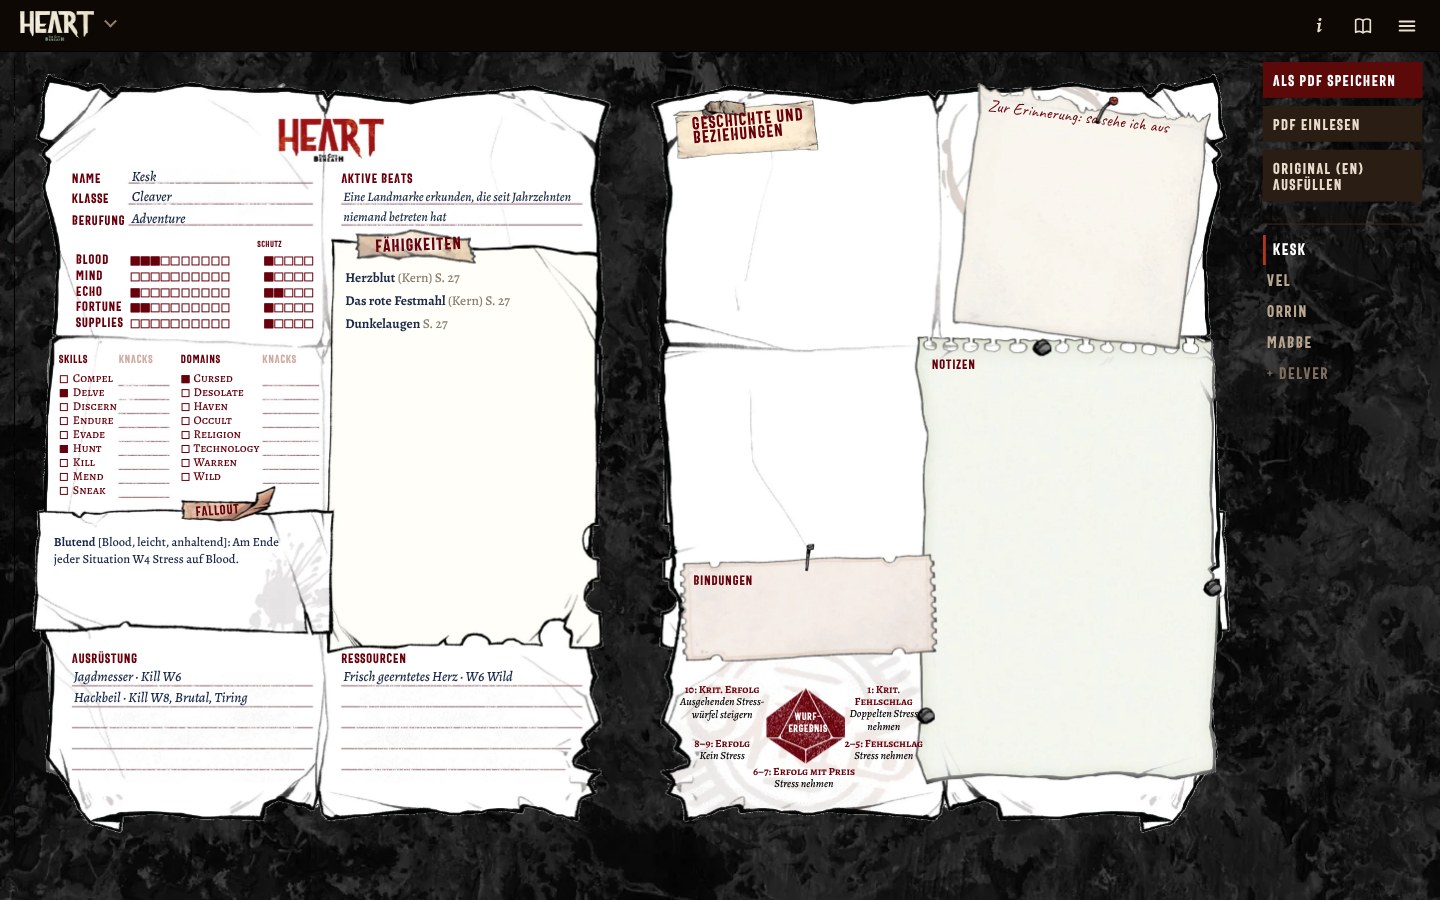 HEART
ALS PDF SPEICHERN
PDF EINLESEN
ORIGINAL (EN)
AUSFÜLLEN
KESK
VEL
ORRIN
MABBE
+ DELVER
HEART
NAME Kesk
KLASSE Cleaver
BERUFUNG Adventure
SCHUTZ
BLOOD
MIND
ECHO
FORTUNE
SUPPLIES
AKTIVE BEATS
Eine Landmarke erkunden, die seit Jahrzehnten
niemand betreten hat
FÄHIGKEITEN
Herzblut (Kern) S. 27
Das rote Festmahl (Kern) S. 27
Dunkelaugen S. 27
SKILLS KNACKS DOMAINS KNACKS
COMPEL CURSED
DELVE DESOLATE
DISCERN HAVEN
ENDURE OCCULT
EVADE RELIGION
HUNT TECHNOLOGY
KILL WARREN
MEND WILD
SNEAK
FALLOUT
Blutend [Blood, leicht, anhaltend]: Am Ende
jeder Situation W4 Stress auf Blood.
AUSRÜSTUNG
Jagdmesser · Kill W6
Hackbeil · Kill W8, Brutal, Tiring
RESSOURCEN
Frisch geerntetes Herz · W6 Wild
GESCHICHTE UND
BEZIEHUNGEN
Zur Erinnerung: so sehe ich aus
NOTIZEN
BINDUNGEN
10: KRIT. ERFOLG
Ausgehenden Stress-
würfel steigern
8–9: ERFOLG
Kein Stress
6–7: ERFOLG MIT PREIS
Stress nehmen
WURF-
ERGEBNIS
1: KRIT.
FEHLSCHLAG
Doppelten Stress
nehmen
2–5: FEHLSCHLAG
Stress nehmen